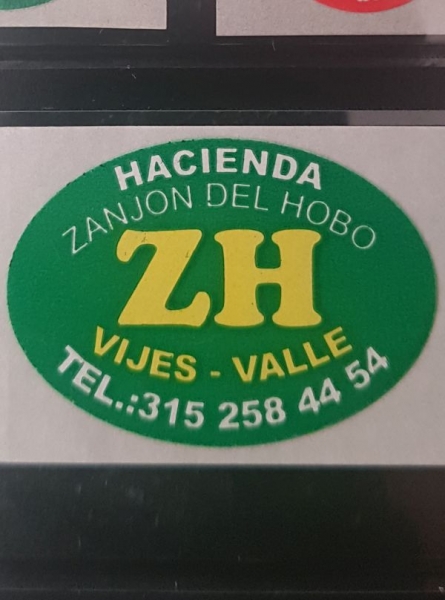 HACIENDA
ZANJON DEL HOBO
ZH
VIJES - VALLE
TEL.:315 258 44 54